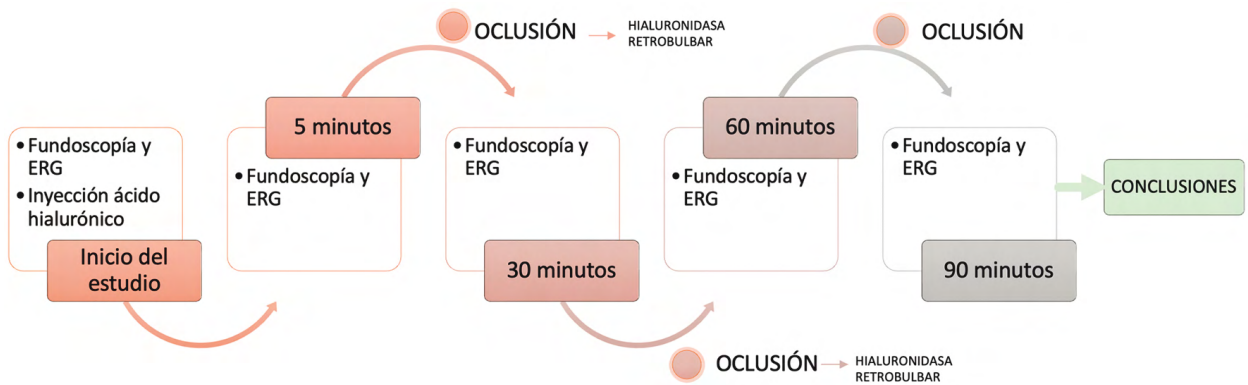 • Fundoscopía y
ERG
• Inyección ácido
hialurónico
Inicio del
estudio
5 minutos
• Fundoscopía y
ERG
OCLUSIÓN
HIALURONIDASA
RETROBULBAR
• Fundoscopía y
ERG
30 minutos
OCLUSIÓN
HIALURONIDASA
RETROBULBAR
60 minutos
• Fundoscopía y
ERG
OCLUSIÓN
• Fundoscopía y
ERG
90 minutos
CONCLUSIONES